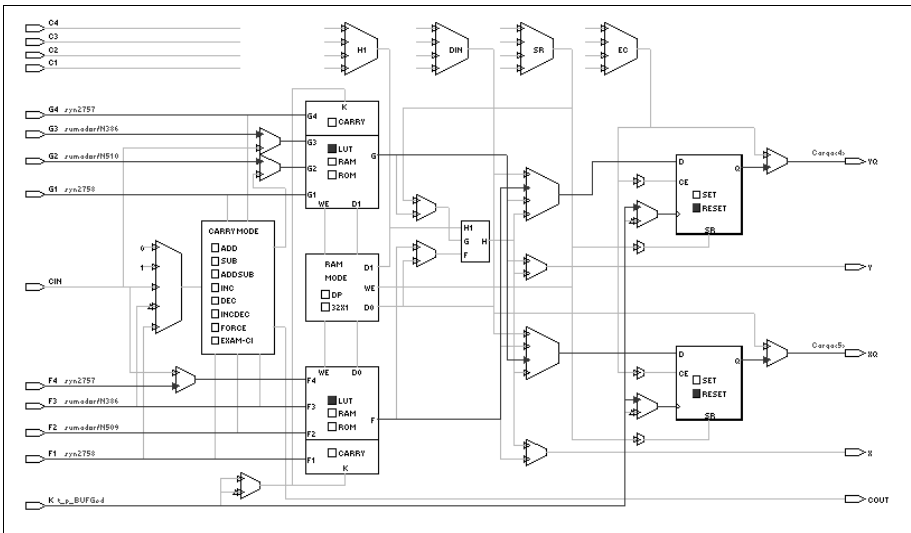 C4
C3
C2
C1
H1
DIN
SR
EC
K
CARRY
G4 syn2757
G4
G3 sumador/N386
G3
G2 sumador/N510
G2
G1 syn2758
G1
LUT
RAM
ROM
G
WE D1
CARRY MODE
ADD
SUB
ADDSUB
INC
DEC
INCDEC
FORCE
EXAM-CI
0
1
CIN
RAM
MODE
DP
32X1
D1
WE
D0
H1
G
F
H
D
CE
Q
SET
RESET
SR
YQ
Y
WE D0
F4 syn2757
F4
F3 sumador/N386
F3
F2 sumador/N509
F2
F1 syn2758
F1
LUT
RAM
ROM
F
CARRY
K
D
CE
Q
SET
RESET
SR
XQ
X
COUT